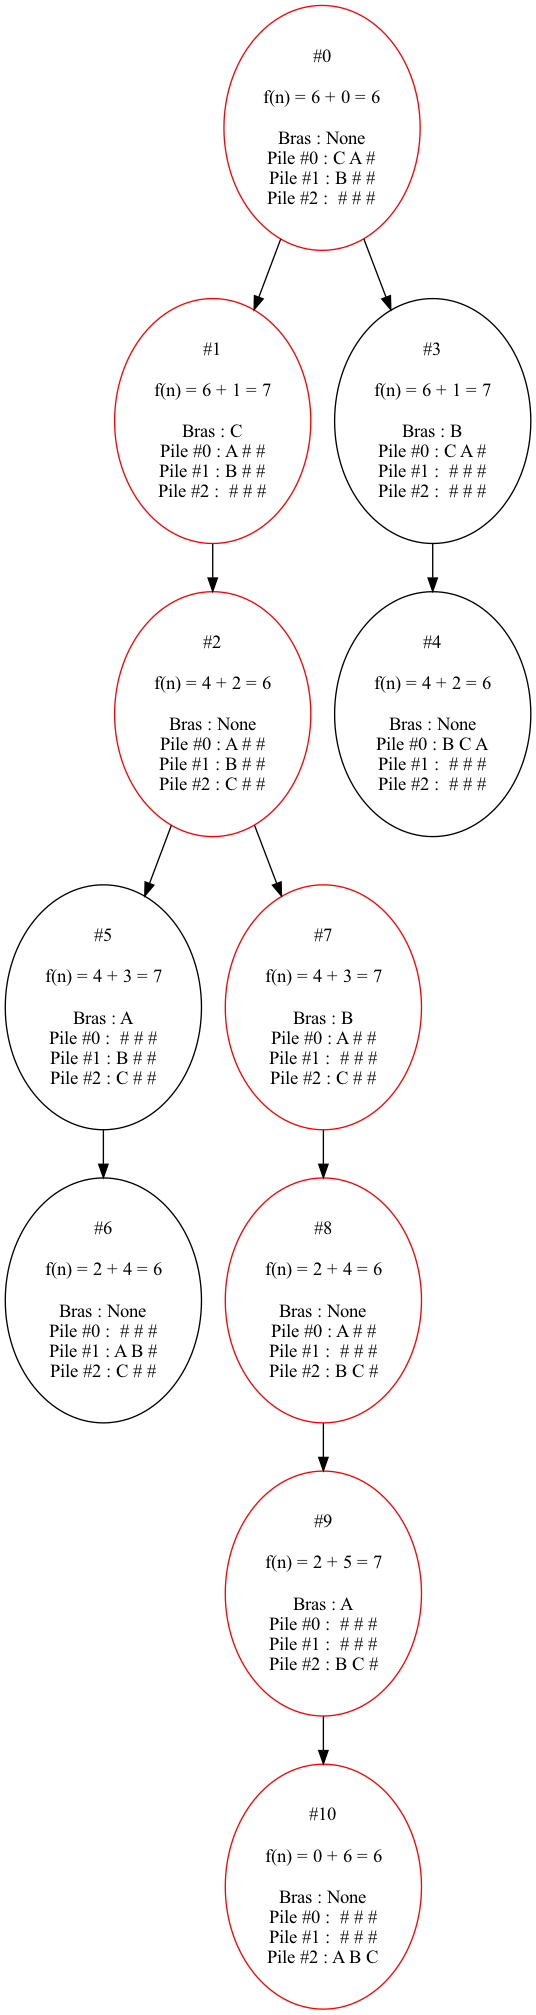 #0
f(n) = 6 + 0 = 6
Bras : None
Pile #0 : C A #
Pile #1 : B # #
Pile #2 : # # #
#1
f(n) = 6 + 1 = 7
Bras : C
Pile #0 : A # #
Pile #1 : B # #
Pile #2 : # # #
#3
f(n) = 6 + 1 = 7
Bras : B
Pile #0 : C A #
Pile #1 : # # #
Pile #2 : # # #
#2
f(n) = 4 + 2 = 6
Bras : None
Pile #0 : A # #
Pile #1 : B # #
Pile #2 : C # #
#4
f(n) = 4 + 2 = 6
Bras : None
Pile #0 : B C A
Pile #1 : # # #
Pile #2 : # # #
#5
f(n) = 4 + 3 = 7
Bras : A
Pile #0 : # # #
Pile #1 : B # #
Pile #2 : C # #
#7
f(n) = 4 + 3 = 7
Bras : B
Pile #0 : A # #
Pile #1 : # # #
Pile #2 : C # #
#6
f(n) = 2 + 4 = 6
Bras : None
Pile #0 : # # #
Pile #1 : A B #
Pile #2 : C # #
#8
f(n) = 2 + 4 = 6
Bras : None
Pile #0 : A # #
Pile #1 : # # #
Pile #2 : B C #
#9
f(n) = 2 + 5 = 7
Bras : A
Pile #0 : # # #
Pile #1 : # # #
Pile #2 : B C #
#10
f(n) = 0 + 6 = 6
Bras : None
Pile #0 : # # #
Pile #1 : # # #
Pile #2 : A B C